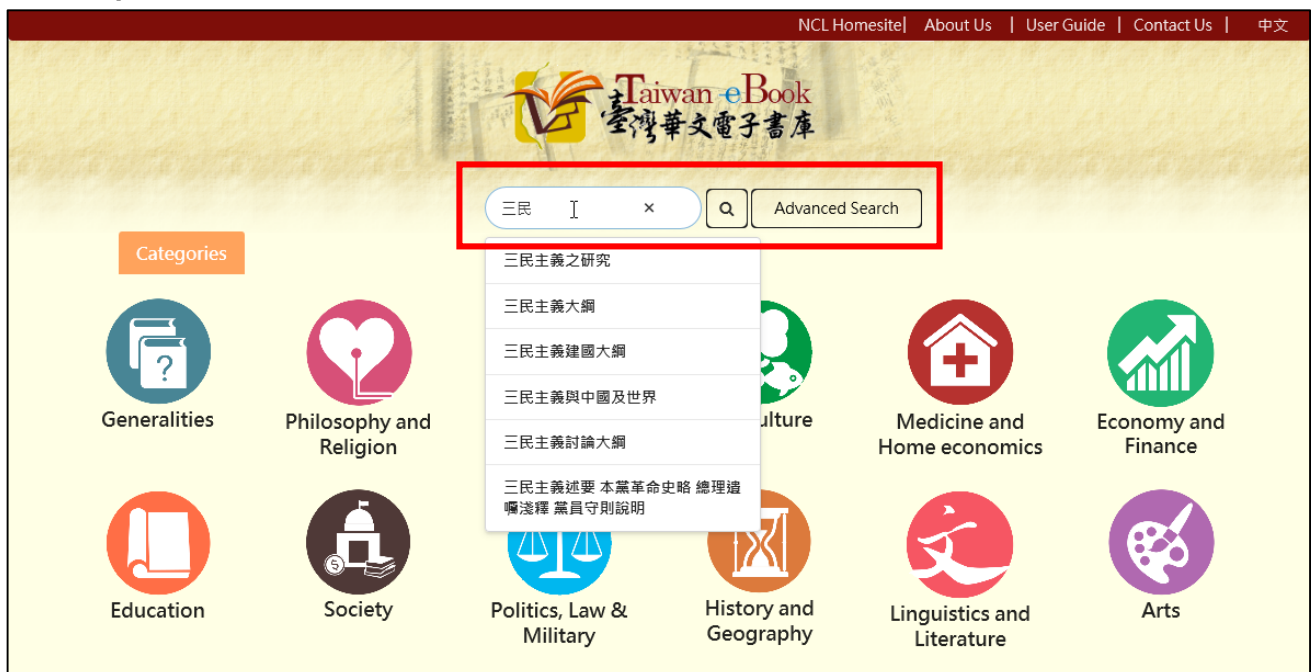 NCL Homesite| About Us | User Guide | Contact Us | 中文
Taiwan eBook
臺灣華文電子書庫
三民 × Advanced Search
Categories
三民主義之研究
三民主義大綱
三民主義建國大綱
三民主義與中國及世界
三民主義討論大綱
三民主義述要 本黨革命史略 總理遺
囑淺釋 黨員守則說明
?
Generalities
Philosophy and
Religion
ulture
Medicine and
Home economics
Economy and
Finance
Education
$
Society
Politics, Law &
Military
History and
Geography
文
Linguistics and
Literature
Arts